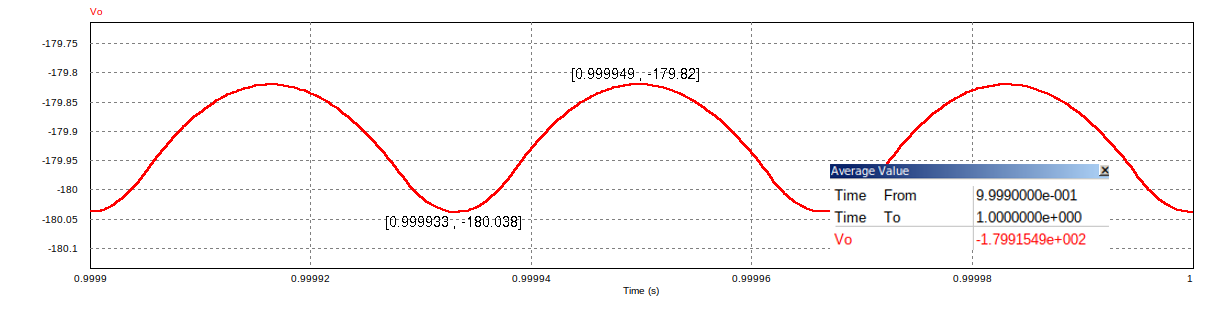 Vo
-179.75
[0.999949 , -179.82]
-179.8
-179.85
-179.9
-179.95
Average Value
-180
Time From 9.9990000e-001
-180.05
[0.999933 , -180.038]
Time To 1.0000000e+000
Vo -1.7991549e+002
-180.1
0.9999 0.99992 0.99994 0.99996 0.99998 1
Time (s)